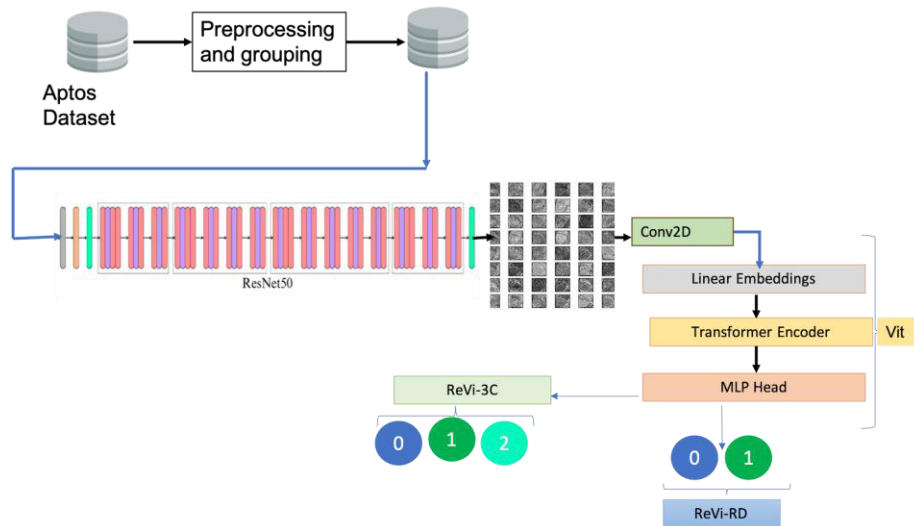 Preprocessing
and grouping
Aptos
Dataset
ResNet50
Conv2D
Linear Embeddings
Transformer Encoder
Vit
MLP Head
ReVi-3C
0
1
2
0
1
ReVi-RD